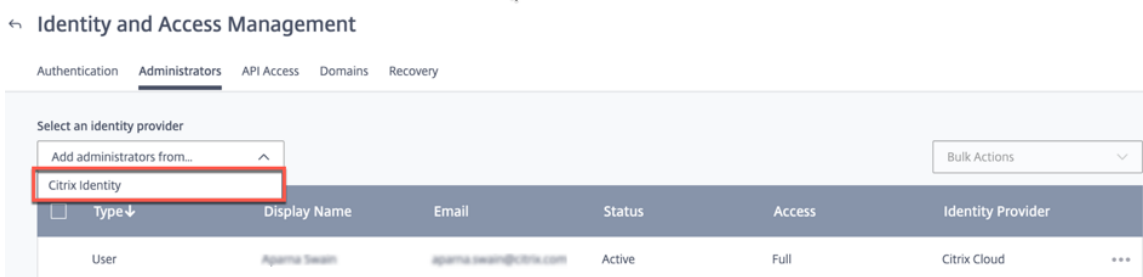 Identity and Access Management
Authentication Administrators API Access Domains Recovery
Select an identity provider
Add administrators from...
Bulk Actions
Citrix Identity
Type↓ Display Name Email Status Access Identity Provider
User Active Full Citrix Cloud